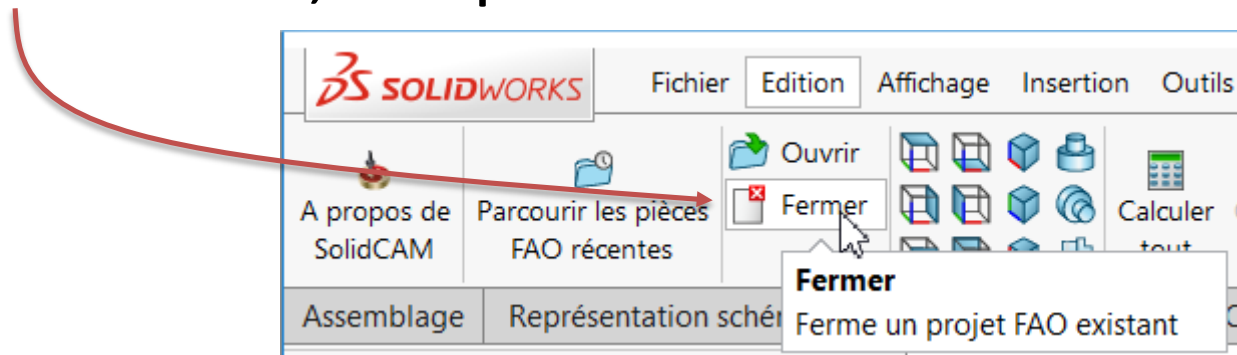 SOLIDWORKS Fichier Edition Affichage Insertion Outils
Ouvrir
Fermer
A propos de SolidCAM
Parcourir les pièces FAO récentes
Calculer
Fermer
Ferme un projet FAO existant
Assemblage Représentation